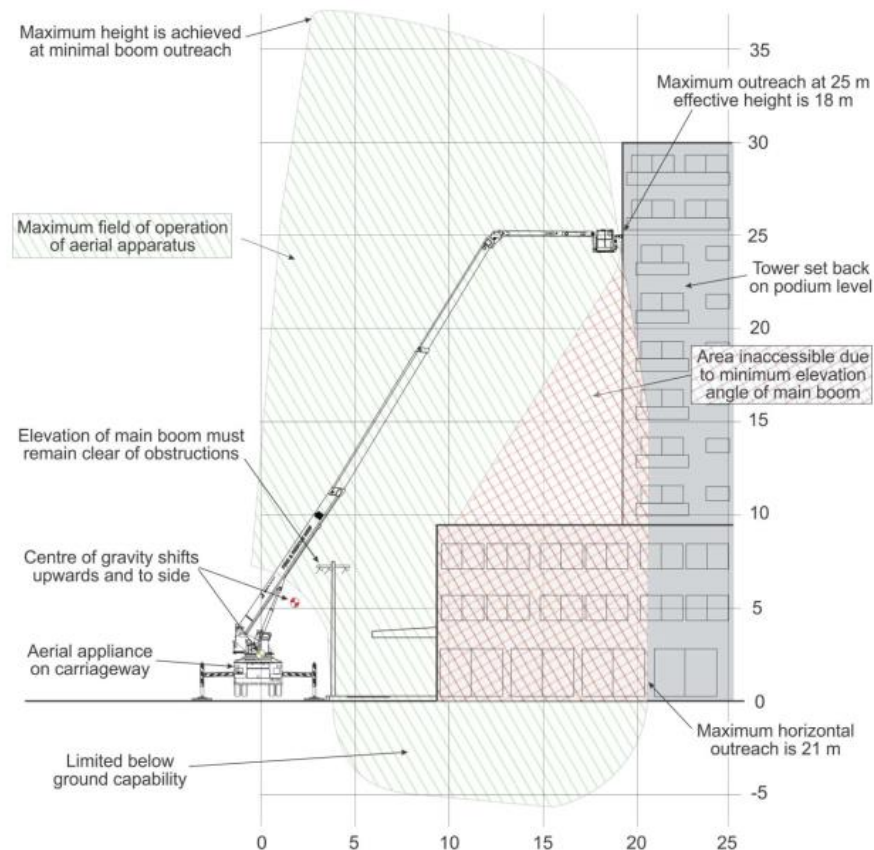 Maximum height is achieved
at minimal boom outreach
35
Maximum outreach at 25 m
effective height is 18 m
30
Maximum field of operation
of aerial apparatus
25
Tower set back
on podium level
20
Area inaccessible due
to minimum elevation
angle of main boom
15
Elevation of main boom must
remain clear of obstructions
10
Centre of gravity shifts
upwards and to side
5
Aerial appliance
on carriageway
0
Maximum horizontal
outreach is 21 m
Limited below
ground capability
-5
0 5 10 15 20 25